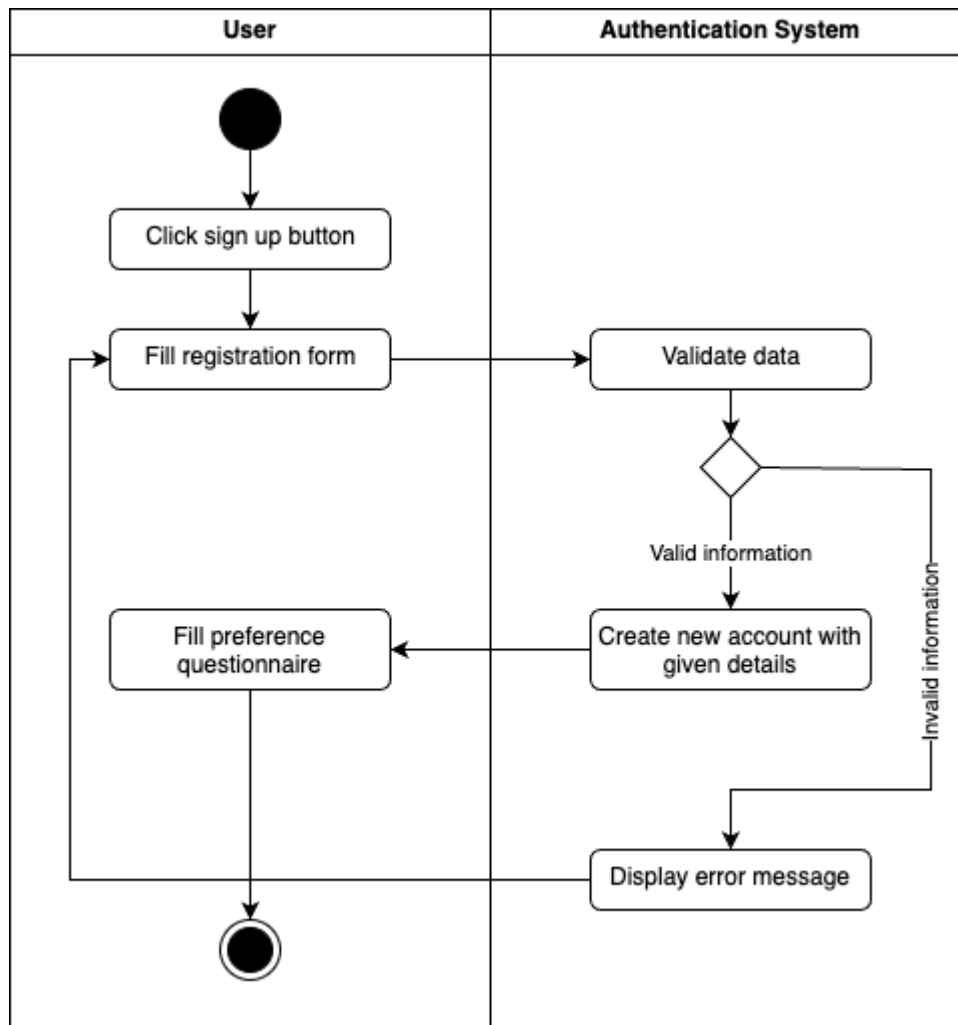 User
Authentication System
Click sign up button
Fill registration form
Validate data
Valid information
Fill preference
questionnaire
Create new account with
given details
Invalid information
Display error message